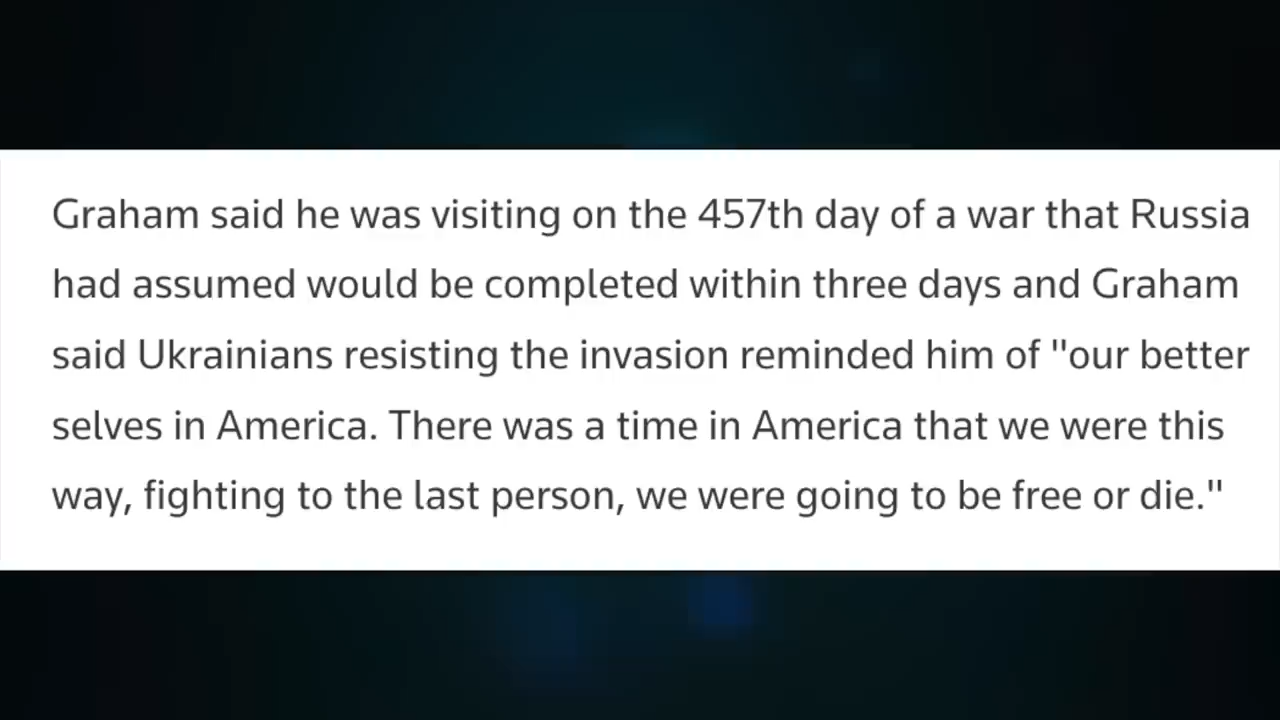 Graham said he was visiting on the 457th day of a war that Russia
had assumed would be completed within three days and Graham
said Ukrainians resisting the invasion reminded him of "our better
selves in America. There was a time in America that we were this
way, fighting to the last person, we were going to be free or die."